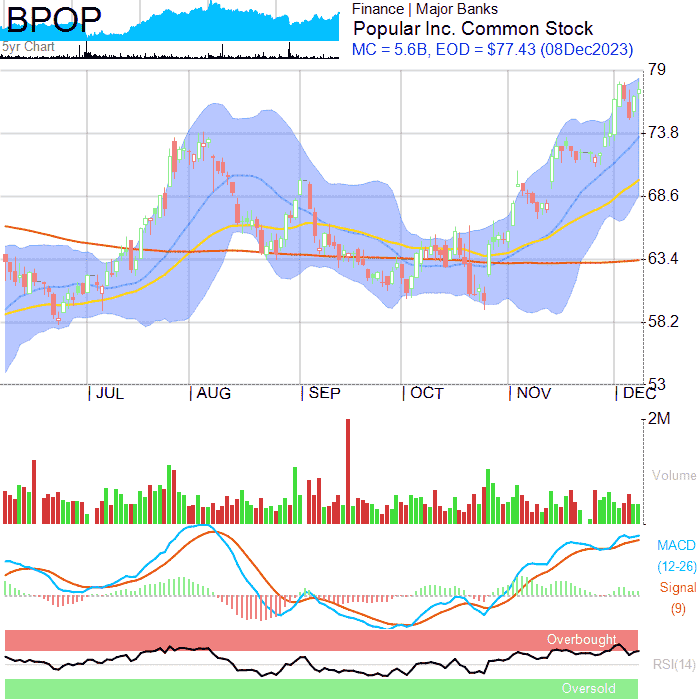 BPOP
5yr Chart
Finance | Major Banks
Popular Inc. Common Stock
MC = 5.6B, EOD = $77.43 (08Dec2023)
79
73.8
68.6
63.4
58.2
53
JUL AUG SEP OCT NOV DEC
2M
Volume
MACD
(12-26)
Signal
(9)
Overbought
RSI(14)
Oversold